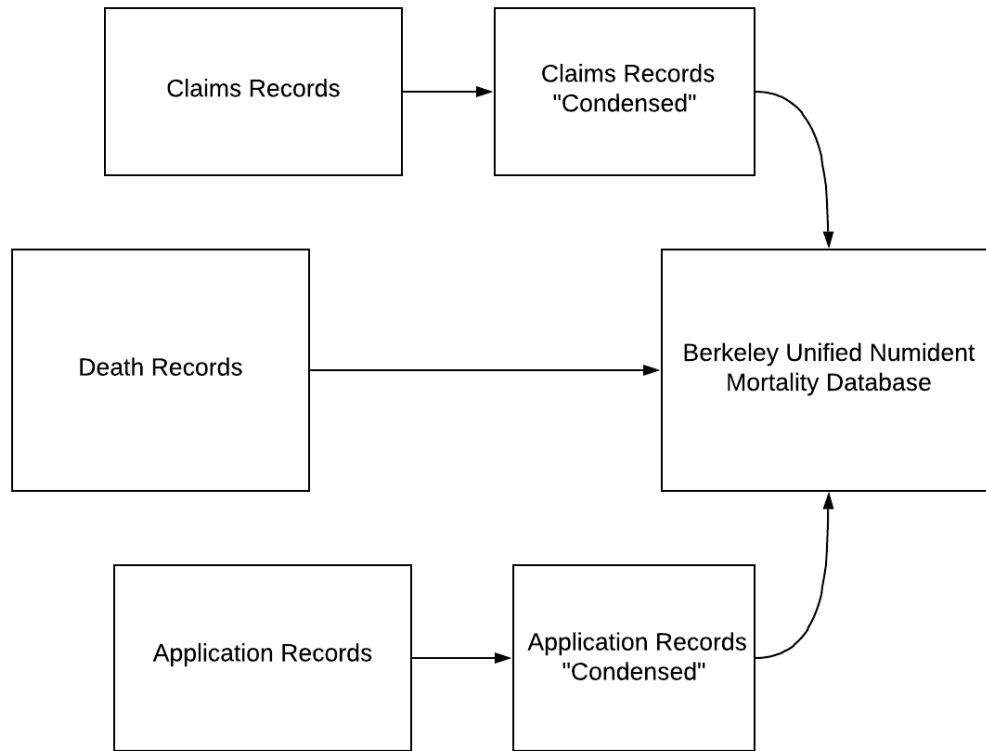 Claims Records
Claims Records
"Condensed"
Death Records
Berkeley Unified Numident
Mortality Database
Application Records
Application Records
"Condensed"